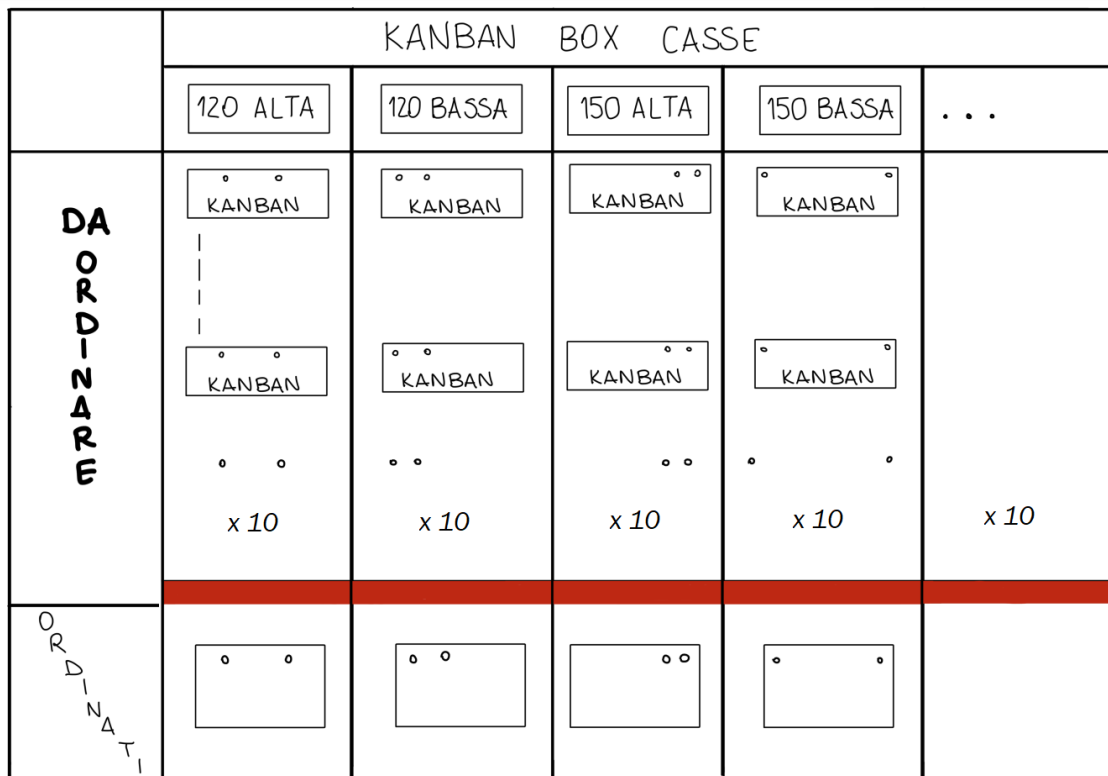 KANBAN BOX CASSE
120 ALTA
120 BASSA
150 ALTA
150 BASSA
...
DA ORDINARE
KANBAN
KANBAN
KANBAN
KANBAN
KANBAN
KANBAN
KANBAN
KANBAN
x 10
x 10
x 10
x 10
x 10
ORDINATI